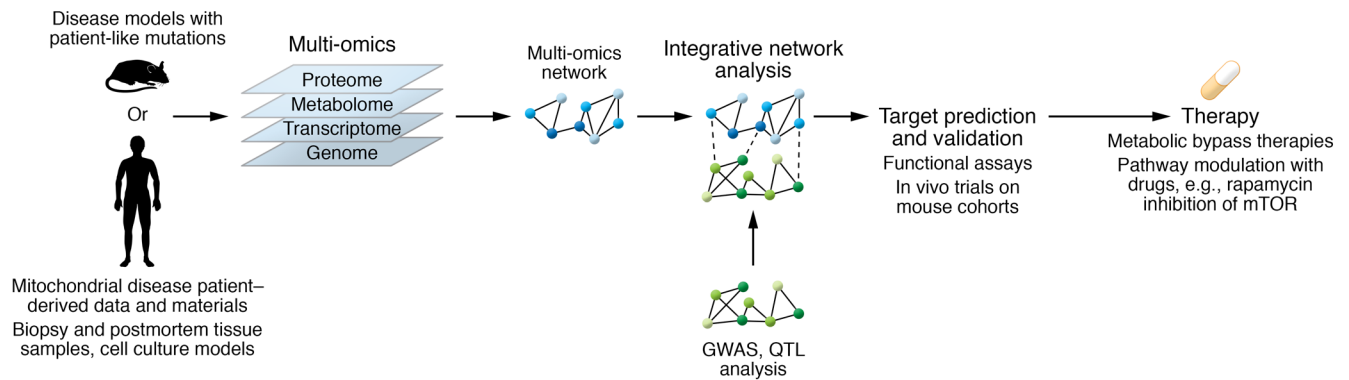 Disease models with
patient-like mutations
Or
Mitochondrial disease patient–
derived data and materials
Biopsy and postmortem tissue
samples, cell culture models
Multi-omics
Proteome
Metabolome
Transcriptome
Genome
Multi-omics
network
Integrative network
analysis
GWAS, QTL
analysis
Target prediction
and validation
Functional assays
In vivo trials on
mouse cohorts
Therapy
Metabolic bypass therapies
Pathway modulation with
drugs, e.g., rapamycin
inhibition of mTOR